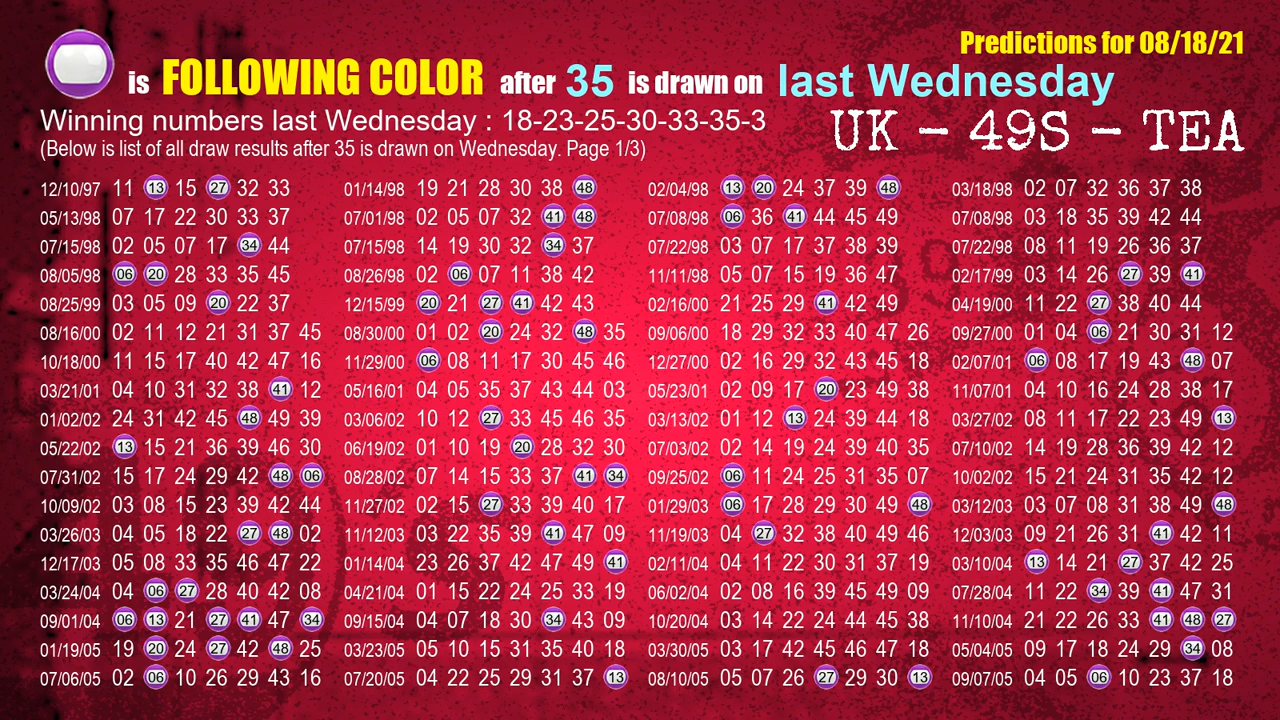 Predictions for 08/18/21
is FOLLOWING COLOR after 35 is drawn on last Wednesday
Winning numbers last Wednesday : 18-23-25-30-33-35-3
UK - 49S - TEA
(Below is list of all draw results after 35 is drawn on Wednesday. Page 1/3)
12/10/97 11 13 15 27 32 33 01/14/98 19 21 28 30 38 48 02/04/98 13 20 24 37 39 48 03/18/98 02 07 32 36 37 38
05/13/98 07 17 22 30 33 37 07/01/98 02 05 07 32 41 48 07/08/98 06 36 41 44 45 49 07/08/98 03 18 35 39 42 44
07/15/98 02 05 07 17 34 44 07/15/98 14 19 30 32 34 37 07/22/98 03 07 17 37 38 39 07/22/98 08 11 19 26 36 37
08/05/98 06 20 28 33 35 45 08/26/98 02 06 07 11 38 42 11/11/98 05 07 15 19 36 47 02/17/99 03 14 26 27 39 41
08/25/99 03 05 09 20 22 37 12/15/99 20 21 27 41 42 43 02/16/00 21 25 29 41 42 49 04/19/00 11 22 27 38 40 44
08/16/00 02 11 12 21 31 37 45 08/30/00 01 02 20 24 32 48 35 09/06/00 18 29 32 33 40 47 26 09/27/00 01 04 06 21 30 31 12
10/18/00 11 15 17 40 42 47 16 11/29/00 06 08 11 17 30 45 46 12/27/00 02 16 29 32 43 45 18 02/07/01 06 08 17 19 43 48 07
03/21/01 04 10 31 32 38 41 12 05/16/01 04 05 35 37 43 44 03 05/23/01 02 09 17 20 23 49 38 11/07/01 04 10 16 24 28 38 17
01/02/02 24 31 42 45 48 49 39 03/06/02 10 12 27 33 45 46 35 03/13/02 01 12 13 24 39 44 18 03/27/02 08 11 17 22 23 49 13
05/22/02 13 15 21 36 39 46 30 06/19/02 01 10 19 20 28 32 30 07/03/02 02 14 19 24 39 40 35 07/10/02 14 19 28 36 39 42 12
07/31/02 15 17 24 29 42 48 06 08/28/02 07 14 15 33 37 41 34 09/25/02 06 11 24 25 31 35 07 10/02/02 15 21 24 31 35 42 12
10/09/02 03 08 15 23 39 42 44 11/27/02 02 15 27 33 39 40 17 01/29/03 06 17 28 29 30 49 48 03/12/03 03 07 08 31 38 49 48
03/26/03 04 05 18 22 27 48 02 11/12/03 03 22 35 39 41 47 09 11/19/03 04 27 32 38 40 49 46 12/03/03 09 21 26 31 41 42 11
12/17/03 05 08 33 35 46 47 22 01/14/04 23 26 37 42 47 49 41 02/11/04 04 11 22 30 31 37 19 03/10/04 13 14 21 27 37 42 25
03/24/04 04 06 27 28 40 42 08 04/21/04 01 15 22 24 25 33 19 06/02/04 02 08 16 39 45 49 09 07/28/04 11 22 34 39 41 47 31
09/01/04 06 13 21 27 41 47 34 09/15/04 04 07 18 30 34 43 09 10/20/04 03 14 22 24 44 45 38 11/10/04 21 22 26 33 41 48 27
01/19/05 19 20 24 27 42 48 25 03/23/05 05 10 15 31 35 40 18 03/30/05 03 17 45 46 47 18 05/04/05 09 17 18 24 29 34 08
07/06/05 02 06 10 26 29 43 16 07/20/05 04 22 25 29 31 37 13 08/10/05 05 07 26 27 29 30 13 09/07/05 04 05 06 10 23 37 18